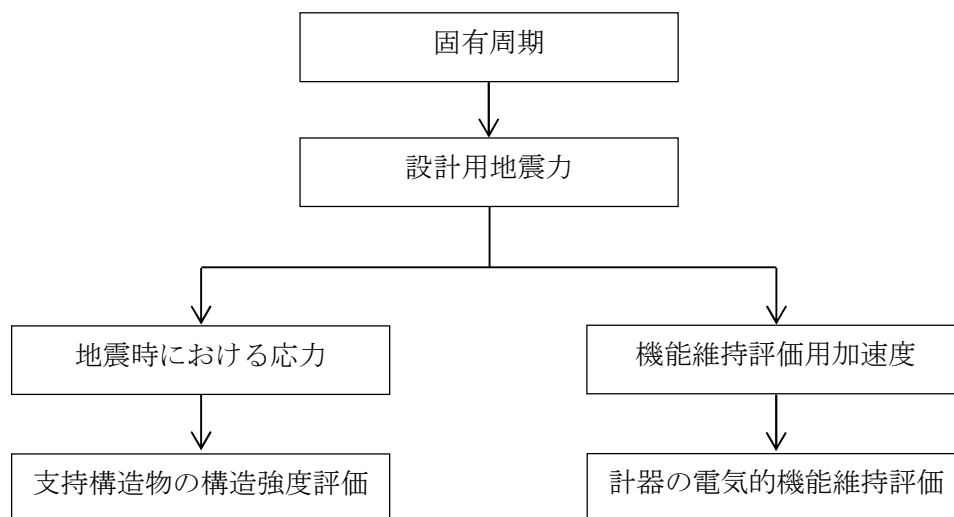 固有周期
設計用地震力
地震時における応力
機能維持評価用加速度
支持構造物の構造強度評価
計器の電気的機能維持評価